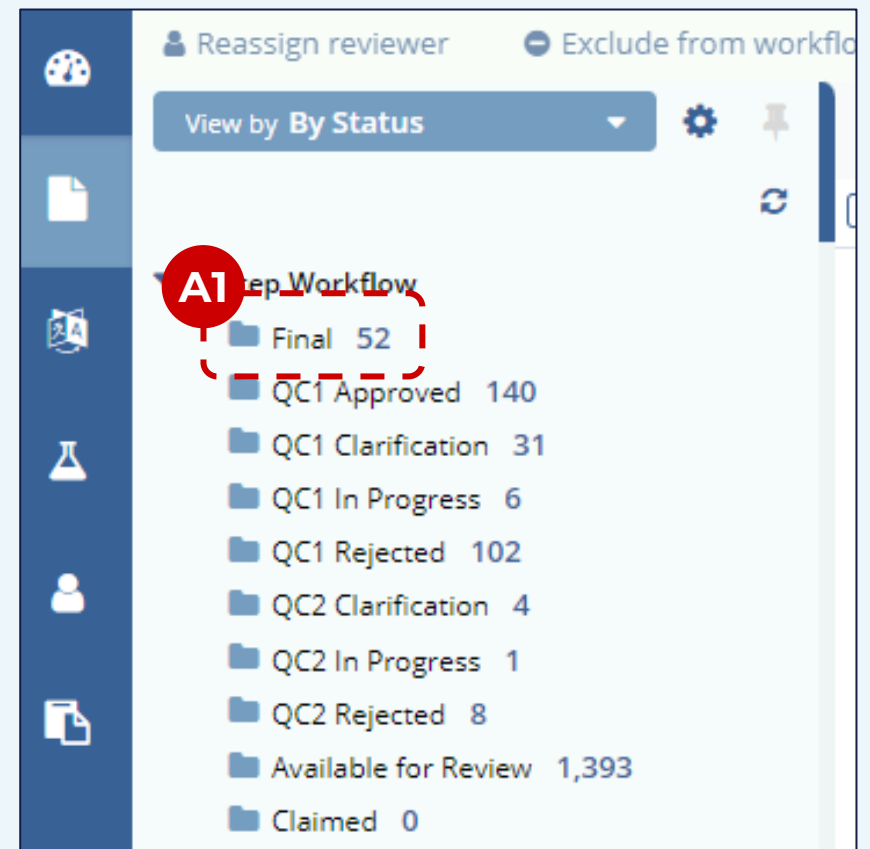 Reassign reviewer Exclude from workflo
View by By Status
A1 tep Workflow
Final 52
QC1 Approved 140
QC1 Clarification 31
QC1 In Progress 6
QC1 Rejected 102
QC2 Clarification 4
QC2 In Progress 1
QC2 Rejected 8
Available for Review 1,393
Claimed 0